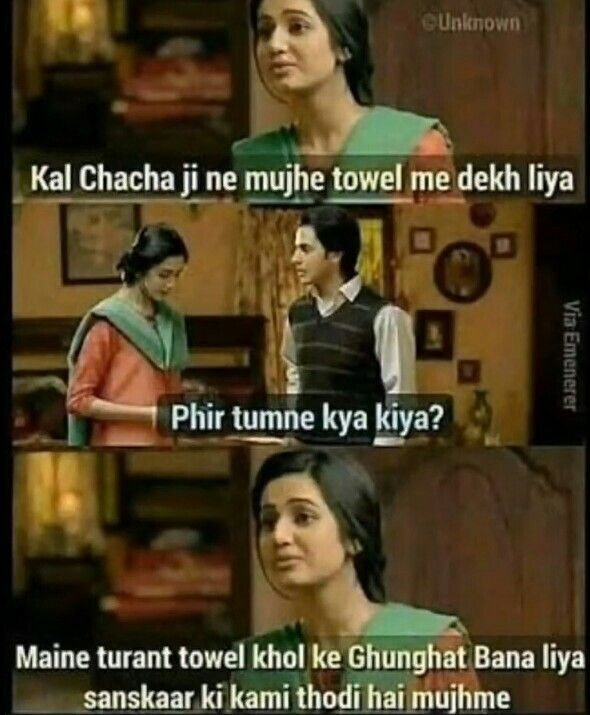 ©Unknown
Kal Chacha ji ne mujhe towel me dekh liya
Via Emenerer
Phir tumne kya kiya?
Maine turant towel khol ke Ghunghat Bana liya
sanskaar ki kami thodi hai mujhme